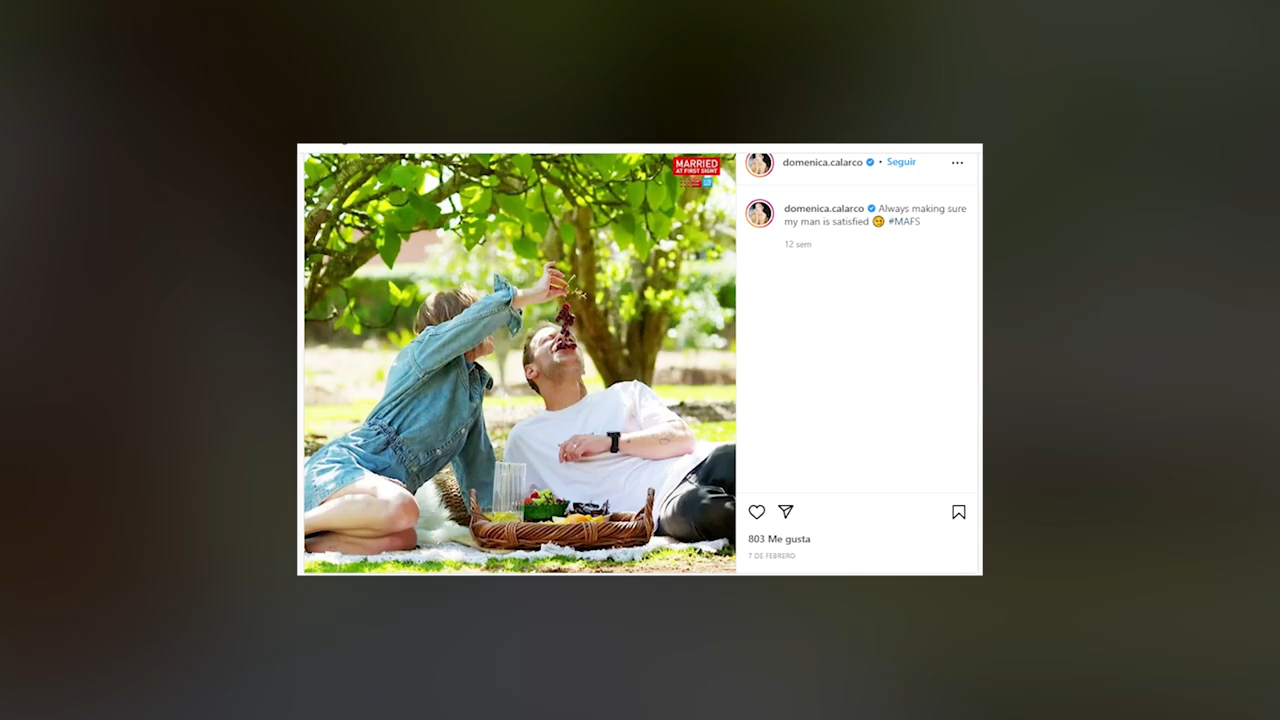 MARRIED
AT FIRST SIGHT
domenica.calarco • Seguir
domenica.calarco Always making sure
my man is satisfied #MAFS
12 sem
803 Me gusta
7 DE FEBRERO